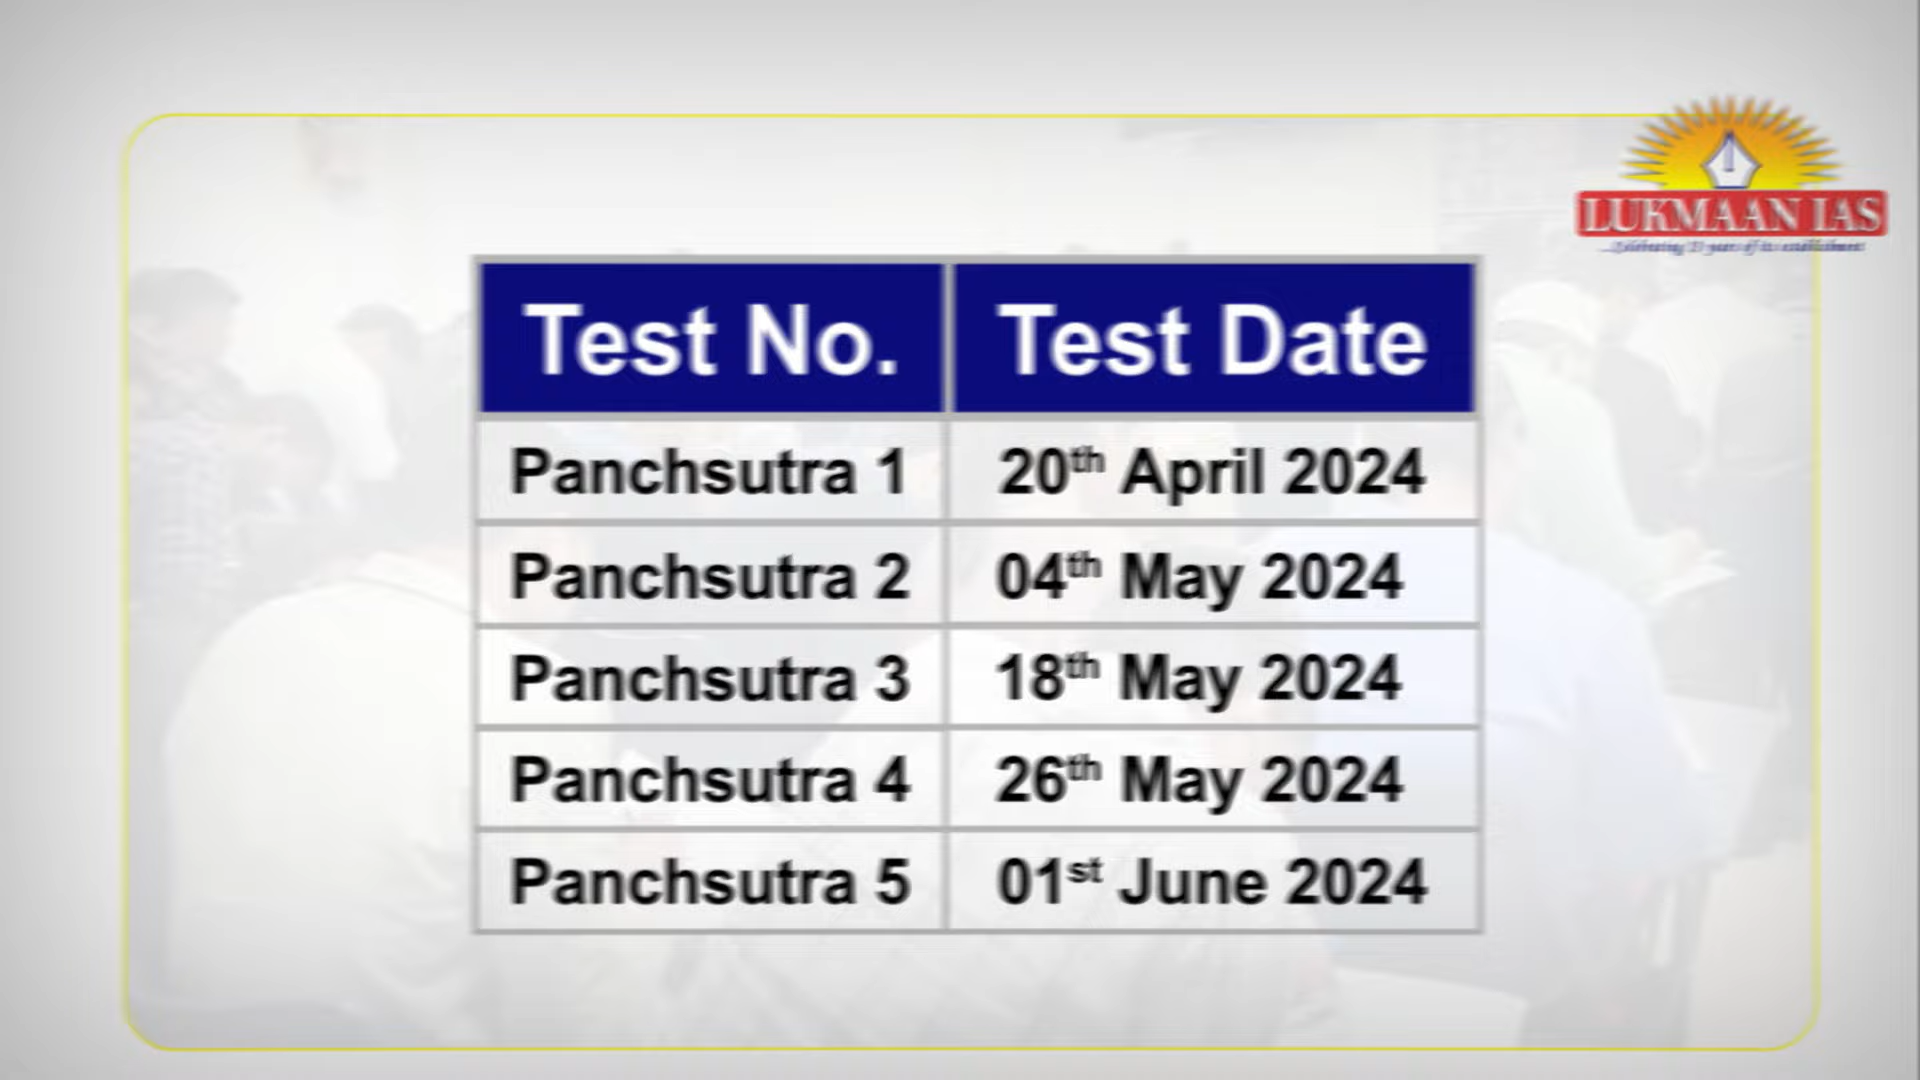 LUKMAAN IAS
Test No. Test Date
Panchsutra 1 20th April 2024
Panchsutra 2 04th May 2024
Panchsutra 3 18th May 2024
Panchsutra 4 26th May 2024
Panchsutra 5 01st June 2024